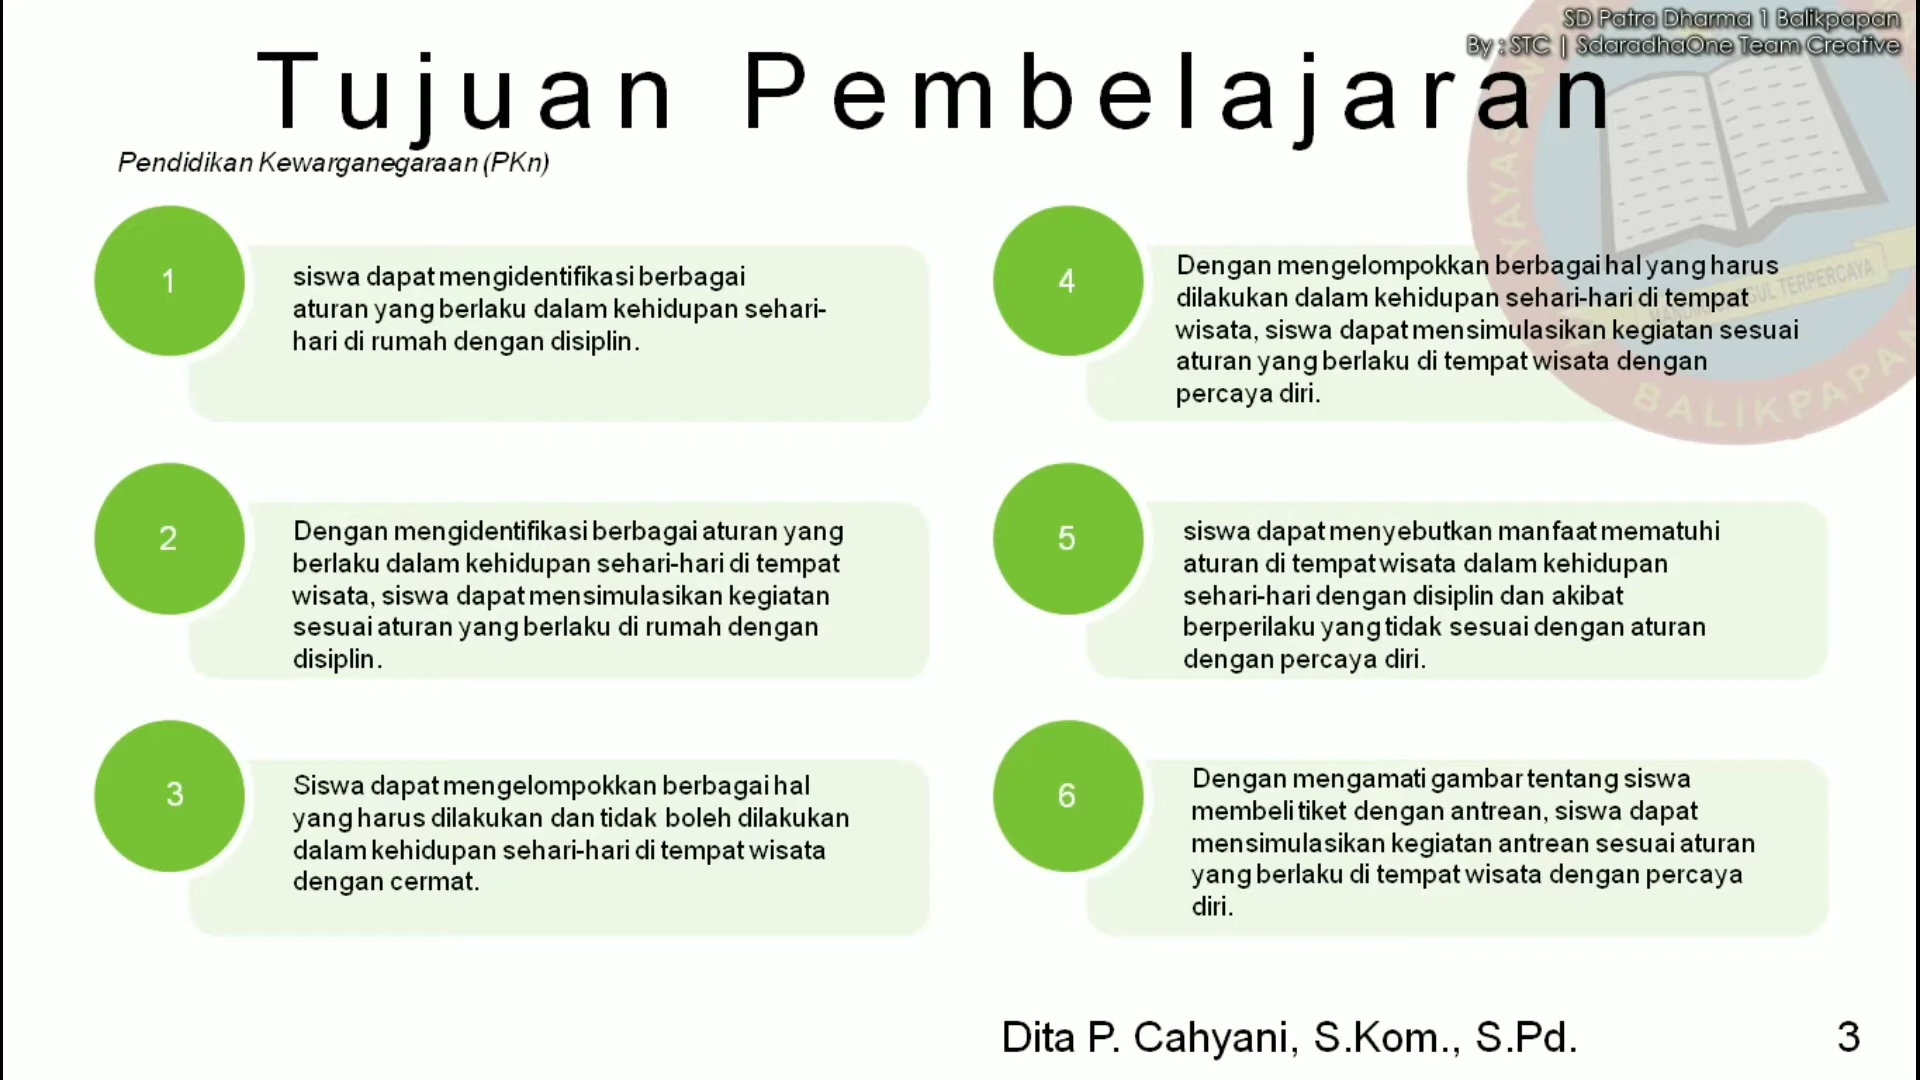 SD Patra Dharma 1 Balikpapan
By : STC | SdaradhaOne Team Creative
Tujuan Pembelajaran
Pendidikan Kewarganegaraan (PKn)
1
siswa dapat mengidentifikasi berbagai
aturan yang berlaku dalam kehidupan sehari-
hari di rumah dengan disiplin.
2
Dengan mengidentifikasi berbagai aturan yang
berlaku dalam kehidupan sehari-hari di tempat
wisata, siswa dapat mensimulasikan kegiatan
sesuai aturan yang berlaku di rumah dengan
disiplin.
3
Siswa dapat mengelompokkan berbagai hal
yang harus dilakukan dan tidak boleh dilakukan
dalam kehidupan sehari-hari di tempat wisata
dengan cermat.
4
Dengan mengelompokkan berbagai hal yang harus
dilakukan dalam kehidupan sehari-hari di tempat
wisata, siswa dapat mensimulasikan kegiatan sesuai
aturan yang berlaku di tempat wisata dengan
percaya diri.
5
siswa dapat menyebutkan manfaat mematuhi
aturan di tempat wisata dalam kehidupan
sehari-hari dengan disiplin dan akibat
berperilaku yang tidak sesuai dengan aturan
dengan percaya diri.
6
Dengan mengamati gambar tentang siswa
membeli tiket dengan antrean, siswa dapat
mensimulasikan kegiatan antrean sesuai aturan
yang berlaku di tempat wisata dengan percaya
diri.
TERPERCAYA
BALIKPAPAN
Dita P. Cahyani, S.Kom., S.Pd.
3